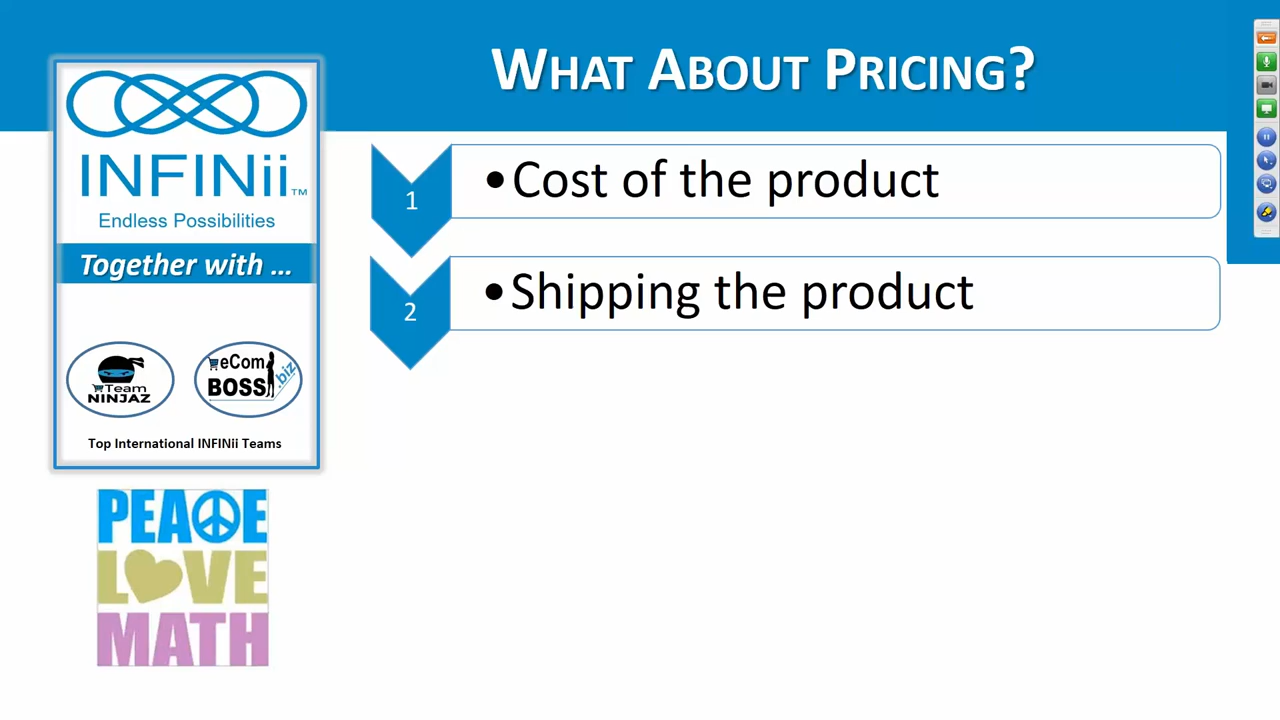 WHAT ABOUT PRICING?
INFINii™
Endless Possibilities
Together with ...
Team
NINJAZ
eCom
BOSS
.biz
Top International INFINii Teams
PEACE
LOVE
MATH
1
•Cost of the product
2
•Shipping the product